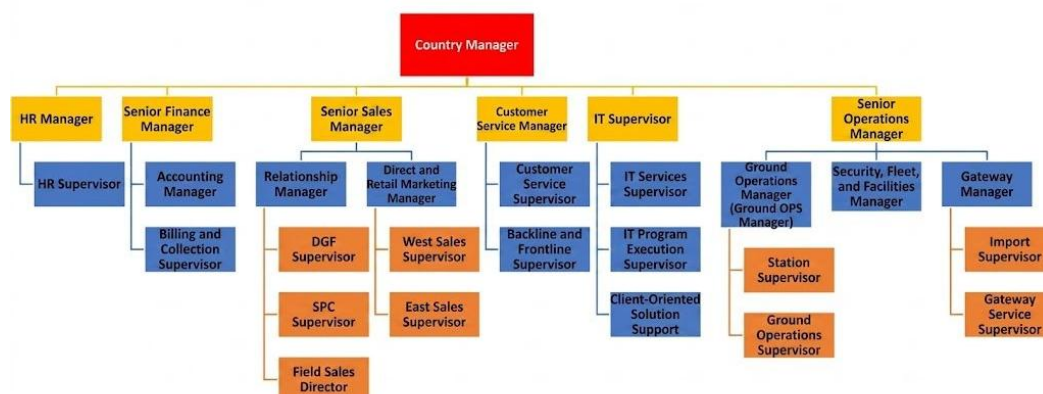 Country Manager
HR Manager
Senior Finance
Manager
Senior Sales
Manager
Customer
Service Manager
IT Supervisor
Senior
Operations
Manager
HR Supervisor
Accounting
Manager
Billing and
Collection
Supervisor
Relationship
Manager
DGF
Supervisor
SPC
Supervisor
Field Sales
Director
Direct and
Retail Marketing
Manager
West Sales
Supervisor
East Sales
Supervisor
Customer
Service
Supervisor
Backline and
Frontline
Supervisor
IT Services
Supervisor
IT Program
Execution
Supervisor
Client-Oriented
Solution
Support
Ground
Operations
Manager
(Ground OPS
Manager)
Station
Supervisor
Ground
Operations
Supervisor
Security, Fleet,
and Facilities
Manager
Gateway
Manager
Import
Supervisor
Gateway
Service
Supervisor